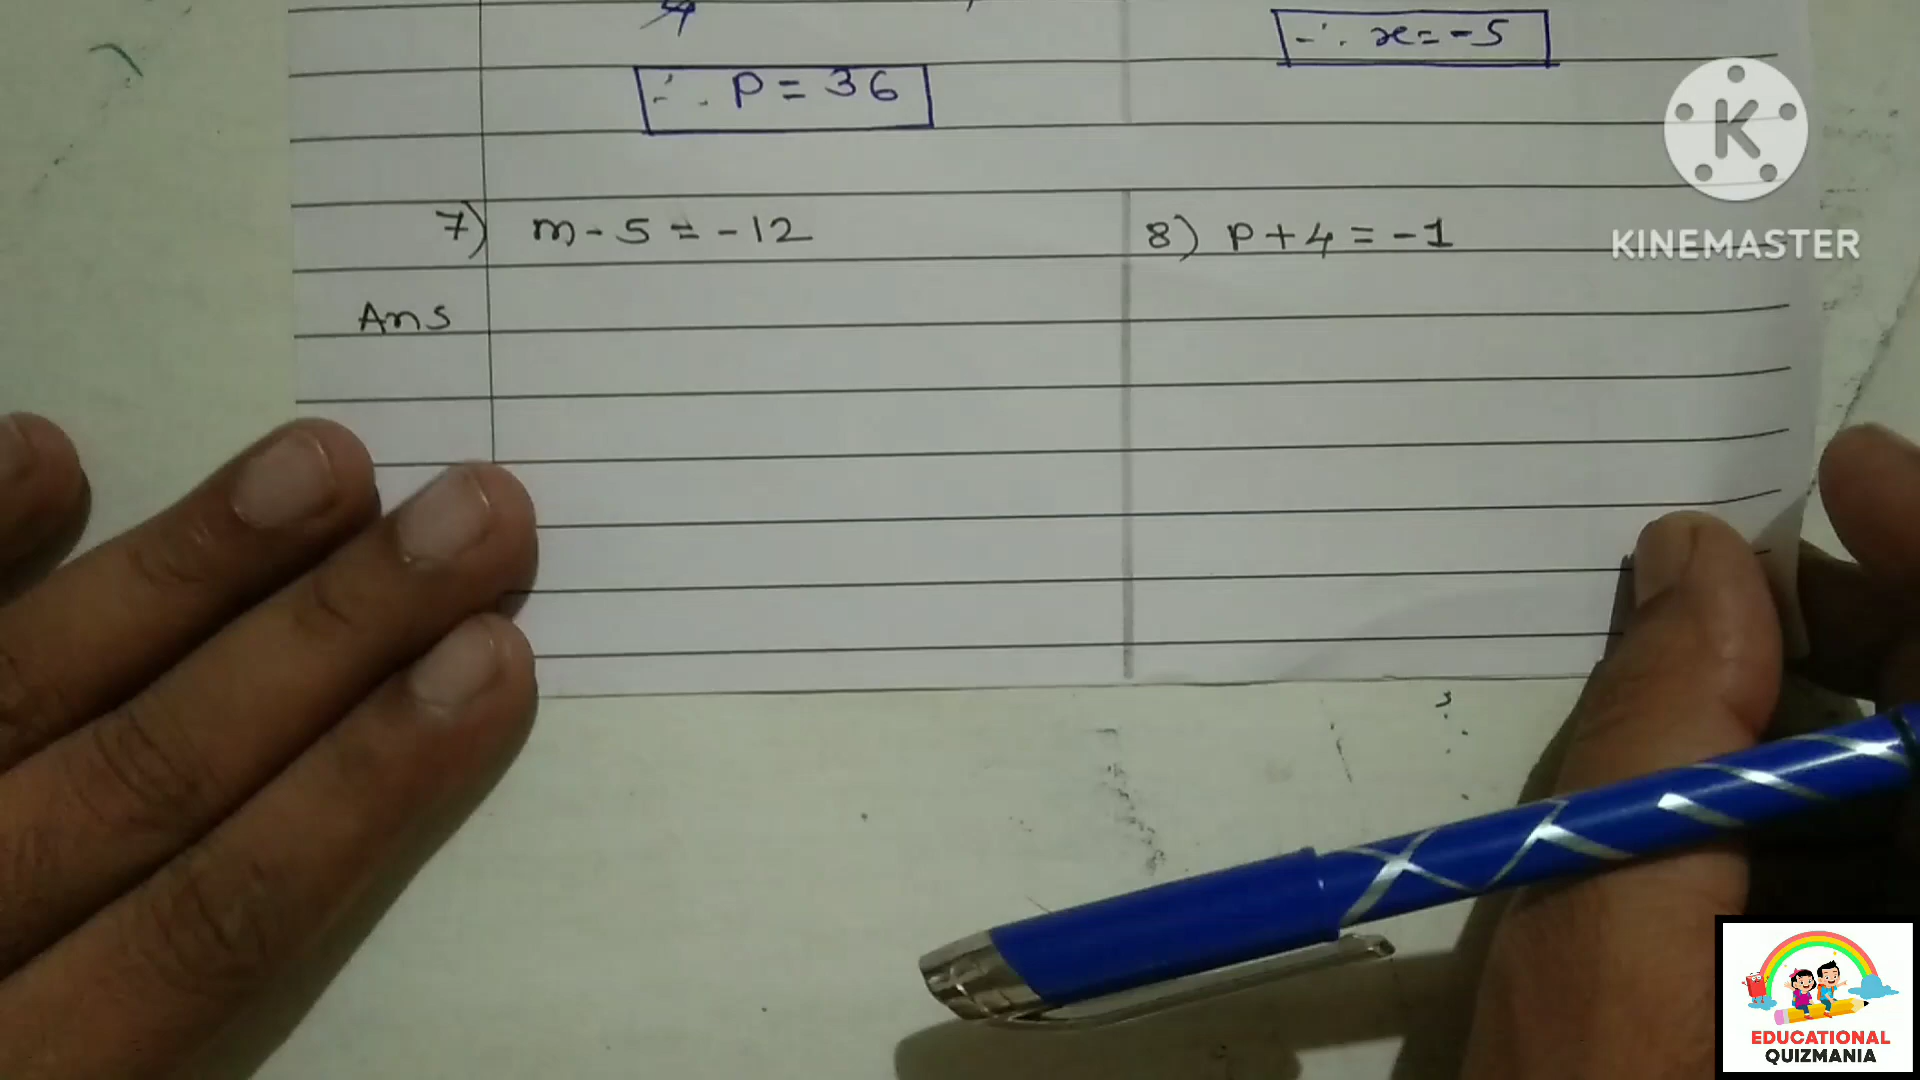 ∴ x = -5
∴ P = 36
7) m - 5 = -12
8) P + 4 = -1
Ans
K
KINEMASTER
EDUCATIONAL
QUIZMANIA